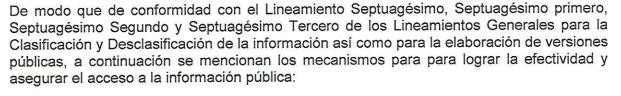 De modo que de conformidad con el Lineamiento Septuagésimo, Septuagésimo primero,
Septuagésimo Segundo y Septuagésimo Tercero de los Lineamientos Generales para la
Clasificación y Desclasificación de la información así como para la elaboración de versiones
públicas, a continuación se mencionan los mecanismos para para lograr la efectividad y
asegurar el acceso a la información pública: